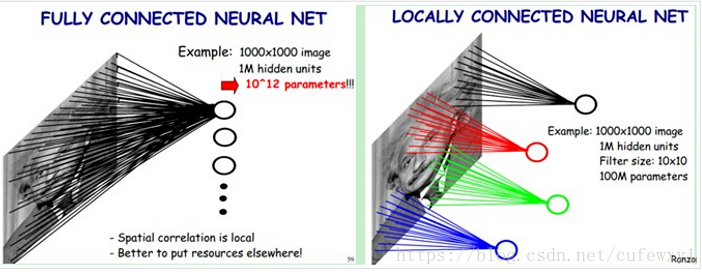 FULLY CONNECTED NEURAL NET
Example: 1000x1000 image
1M hidden units
10^12 parameters!!!
- Spatial correlation is local
- Better to put resources elsewhere!
59
LOCALLY CONNECTED NEURAL NET
Example: 1000x1000 image
1M hidden units
Filter size: 10x10
100M parameters
https://blog.csdn.net/cufewxy1
Ranzo